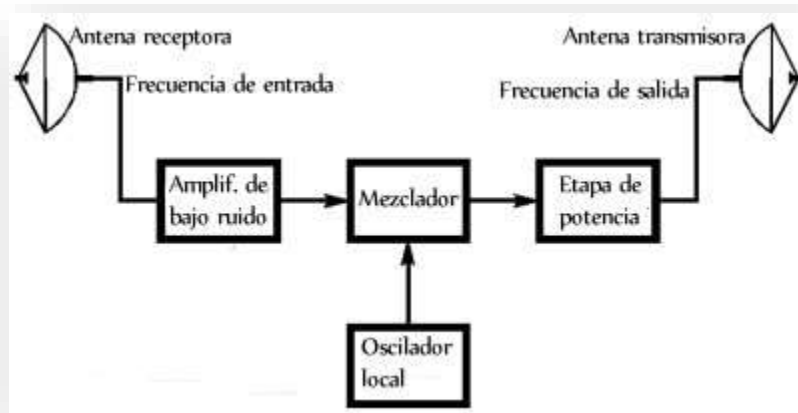 Antena receptora
Antena transmisora
Frecuencia de entrada
Frecuencia de salida
Amplif. de
bajo ruido
Mezclador
Etapa de
potencia
Oscilador
local